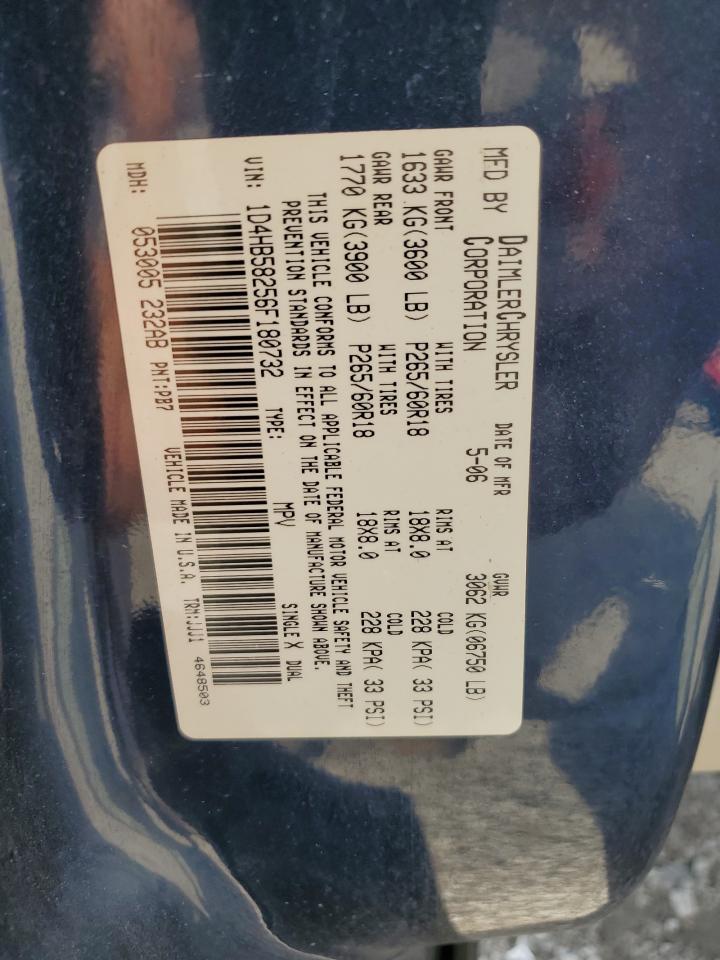 MFD BY DAIMLERCHRYSLER CORPORATION
DATE OF MFR 5-06
GVWR 3062 KG(06750 LB)
GAWR FRONT WITH TIRES RIMS AT COLD
1633 KG(3600 LB) P265/60R18 18X8.0 228 KPA( 33 PSI)
GAWR REAR WITH TIRES RIMS AT COLD
1770 KG(3900 LB) P265/60R18 18X8.0 228 KPA( 33 PSI)
THIS VEHICLE CONFORMS TO ALL APPLICABLE FEDERAL MOTOR VEHICLE SAFETY AND THEFT
PREVENTION STANDARDS IN EFFECT ON THE DATE OF MANUFACTURE SHOWN ABOVE.
VIN: 1D4HB58256F180732 TYPE: MPV SINGLE X DUAL
MDH: 053005 232AB PNT:PB7 VEHICLE MADE IN U.S.A. TRM:JJJ1 4648503